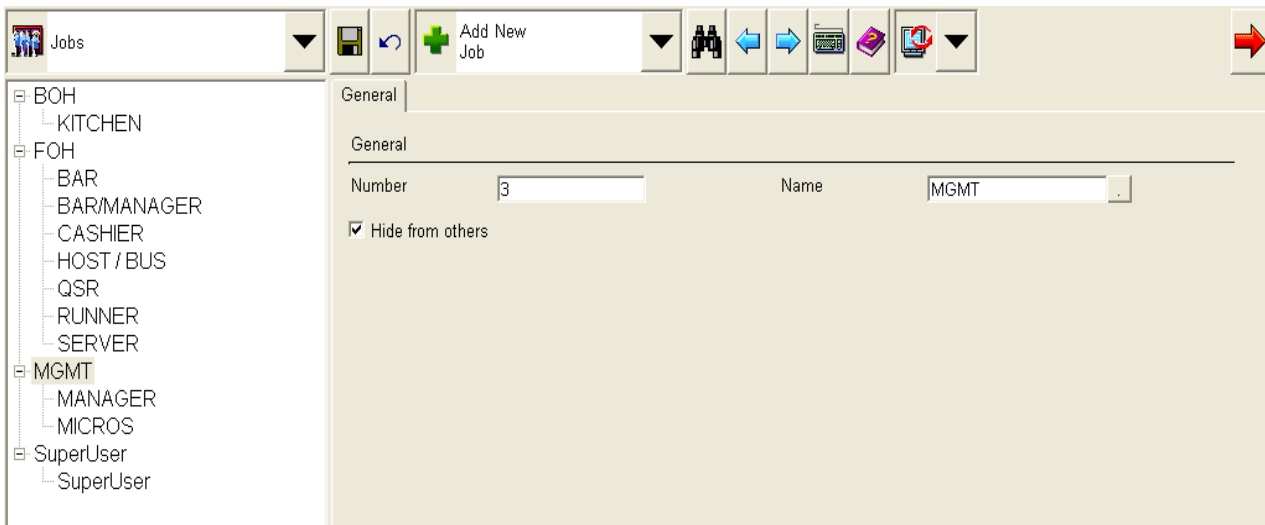 Jobs
Add New
Job
BOH
KITCHEN
FOH
BAR
BAR/MANAGER
CASHIER
HOST / BUS
QSR
RUNNER
SERVER
MGMT
MANAGER
MICROS
SuperUser
SuperUser
General
General
Number 3 Name MGMT .
Hide from others